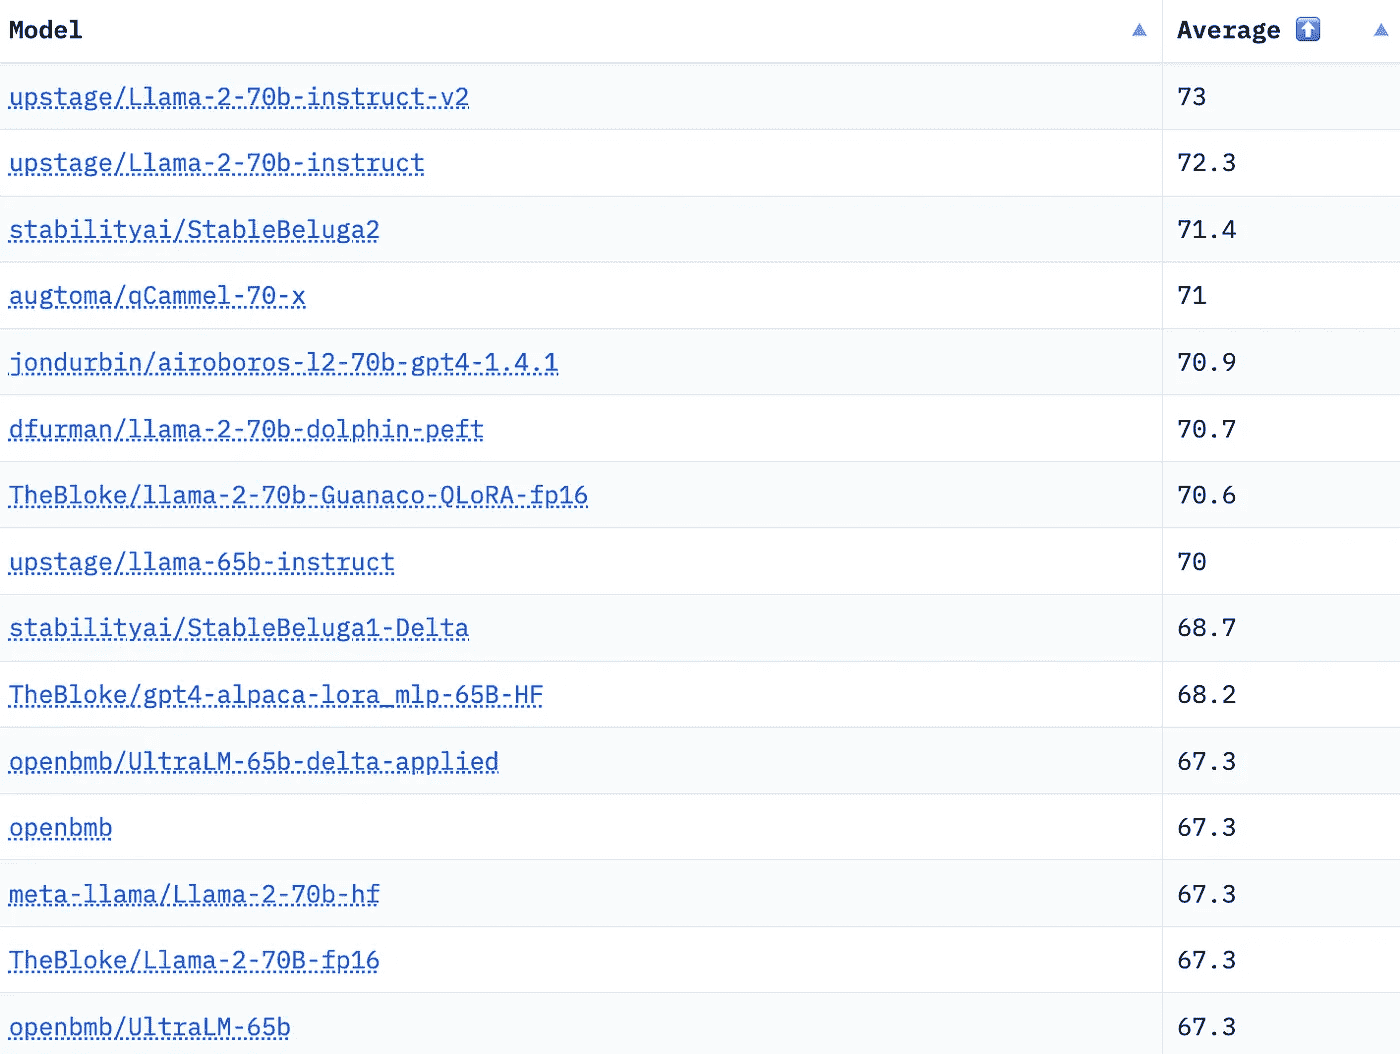 Model Average ⬆️
upstage/Llama-2-70b-instruct-v2 73
upstage/Llama-2-70b-instruct 72.3
stabilityai/StableBeluga2 71.4
augtoma/qCammel-70-x 71
jondurbin/airoboros-l2-70b-gpt4-1.4.1 70.9
dfurman/llama-2-70b-dolphin-peft 70.7
TheBloke/llama-2-70b-Guanaco-QLoRA-fp16 70.6
upstage/llama-65b-instruct 70
stabilityai/StableBeluga1-Delta 68.7
TheBloke/gpt4-alpaca-lora_mlp-65B-HF 68.2
openbmb/UltraLM-65b-delta-applied 67.3
openbmb 67.3
meta-llama/Llama-2-70b-hf 67.3
TheBloke/Llama-2-70B-fp16 67.3
openbmb/UltraLM-65b 67.3